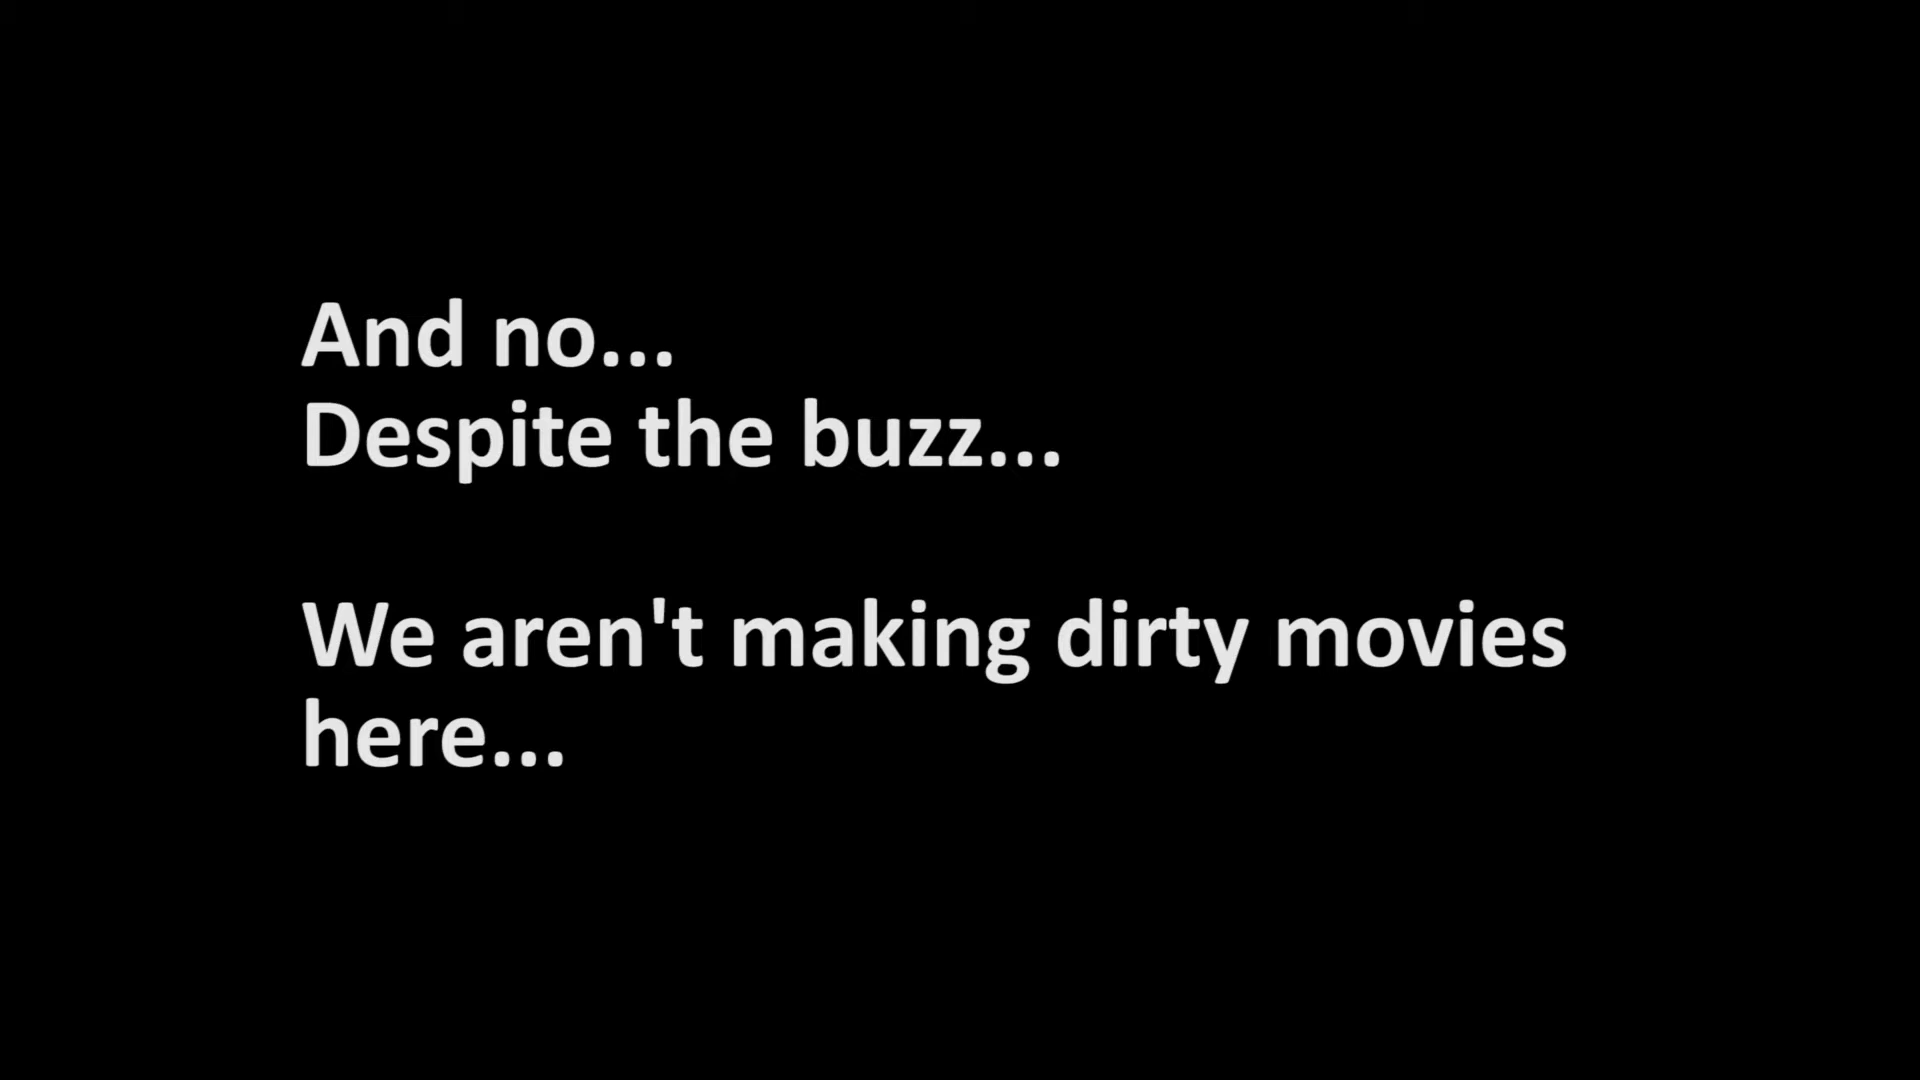 And no...
Despite the buzz...
We aren't making dirty movies
here...